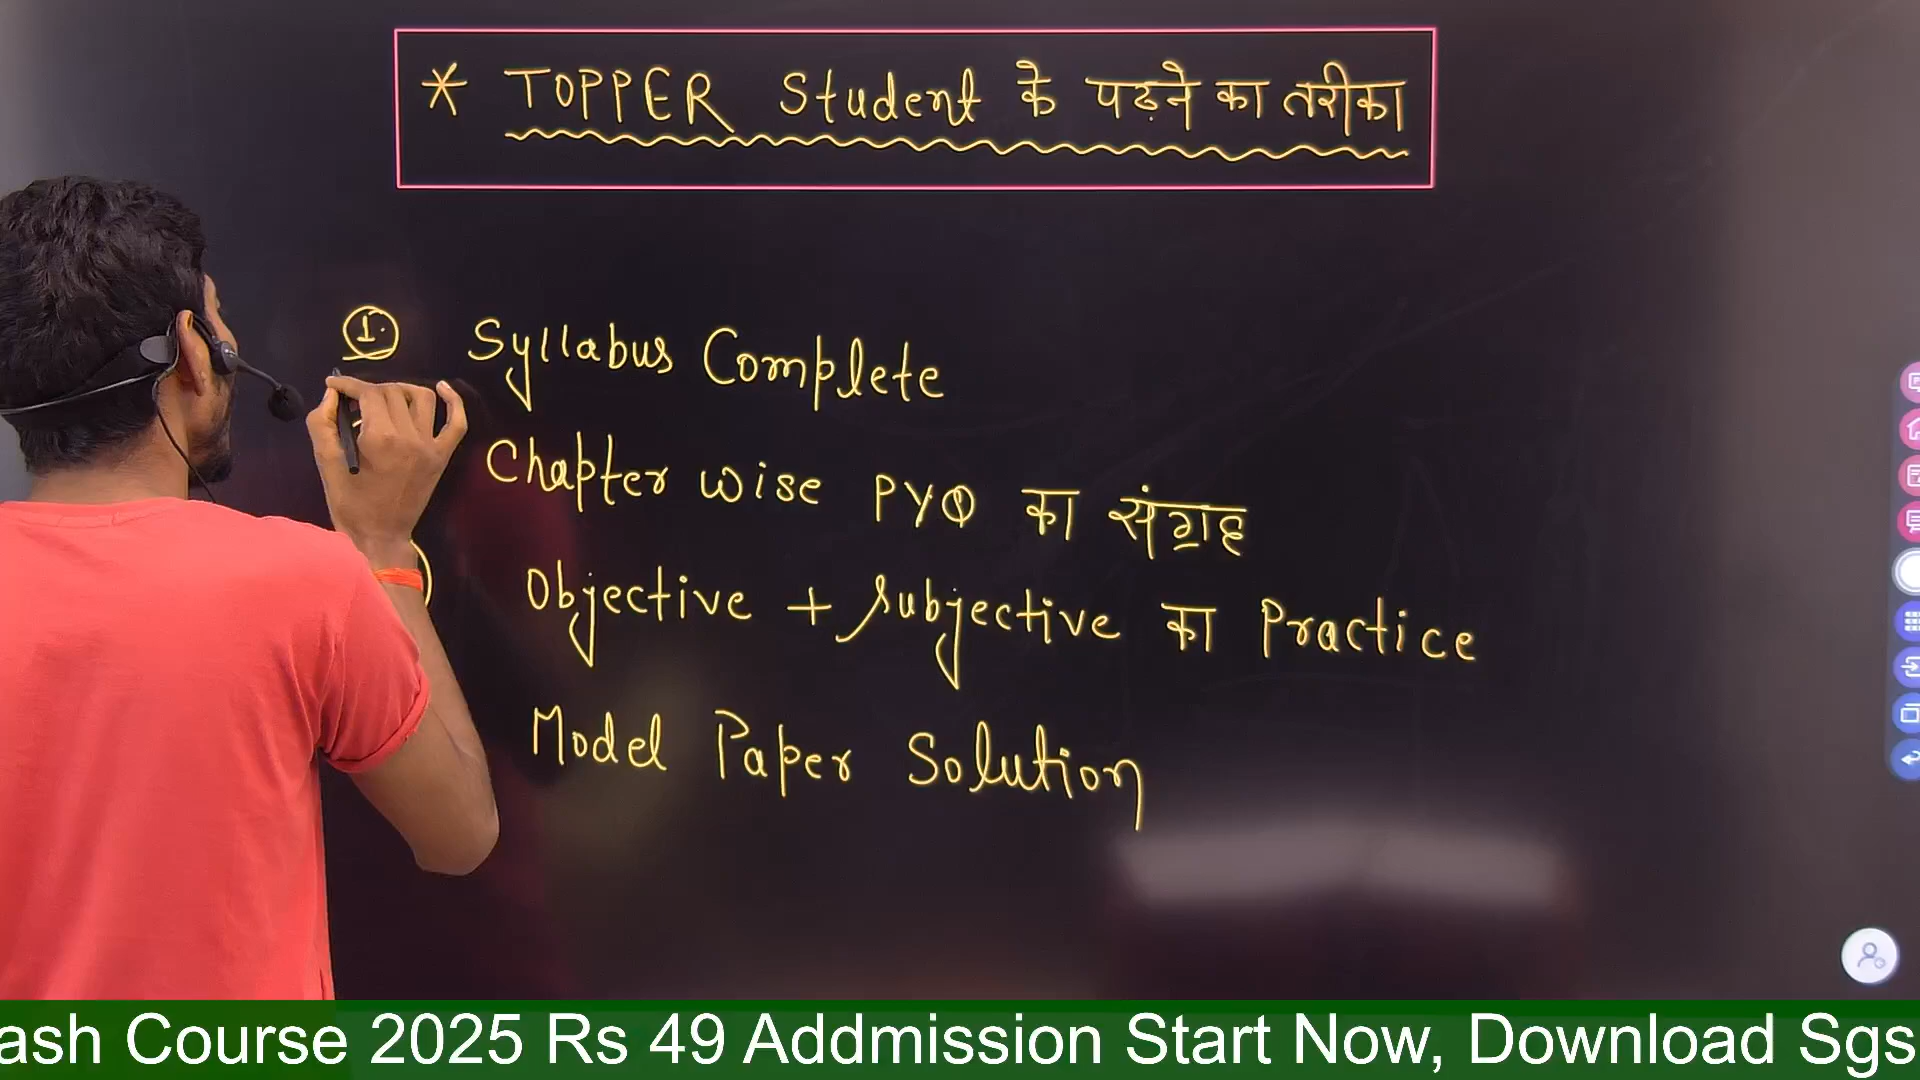 * TOPPER Student के पढ़ने का तरीका
1. Syllabus Complete
Chapter wise PYQ का संग्रह
Objective + Subjective का Practice
Model Paper Solution
ash Course 2025 Rs 49 Addmission Start Now, Download Sgs